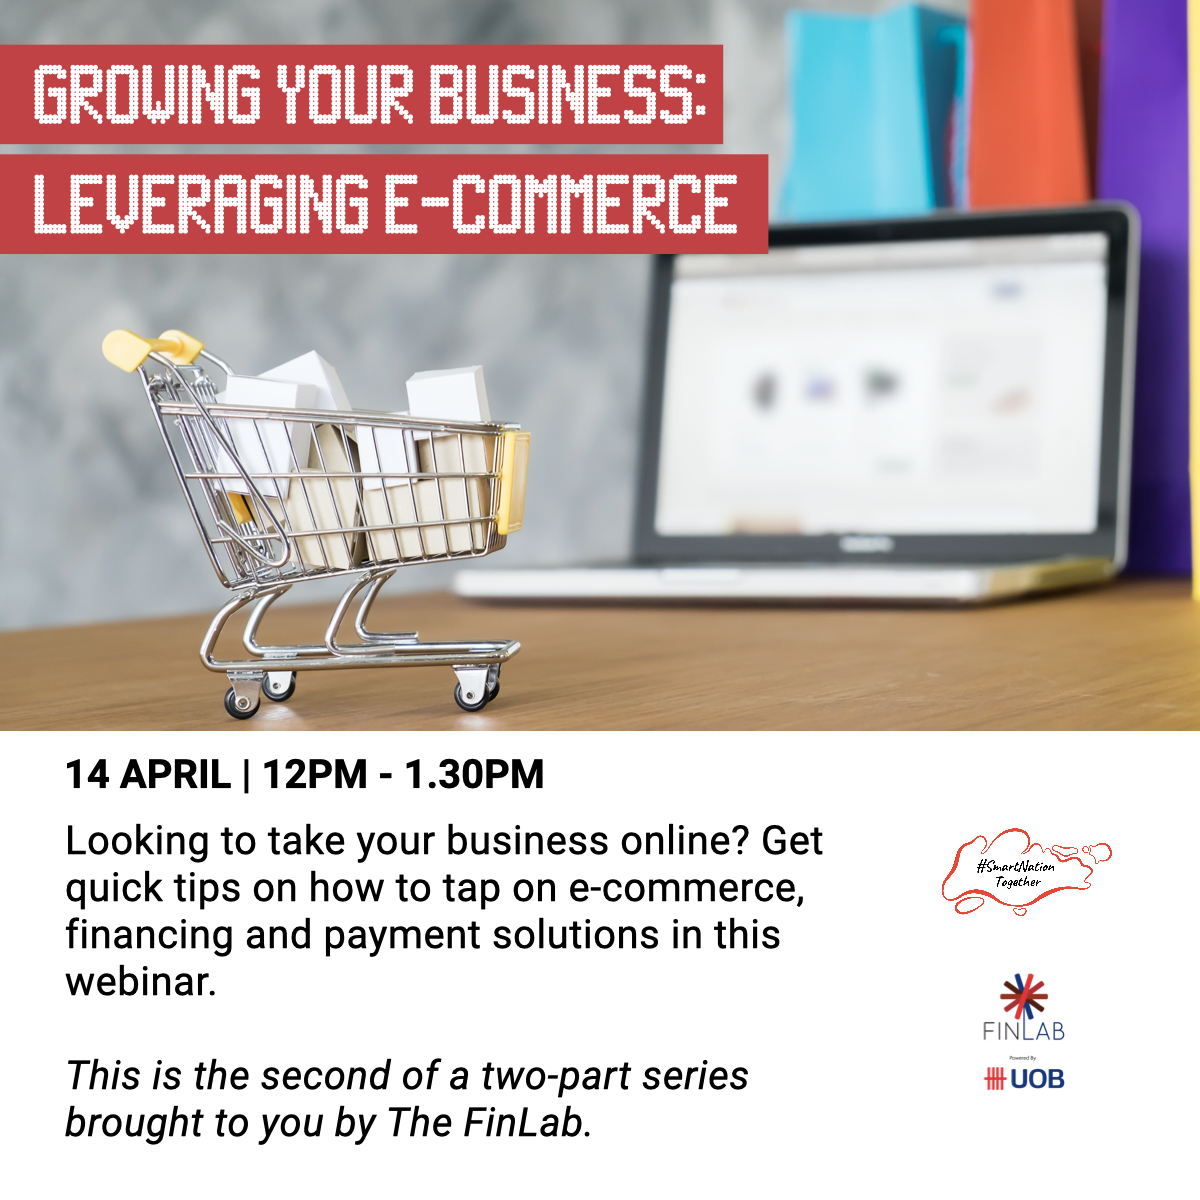 GROWING YOUR BUSINESS:
LEVERAGING E-COMMERCE
14 APRIL | 12PM - 1.30PM
Looking to take your business online? Get
quick tips on how to tap on e-commerce,
financing and payment solutions in this
webinar.
This is the second of a two-part series
brought to you by The FinLab.
#SmartNation
Together
FINLAB
Powered By
UOB